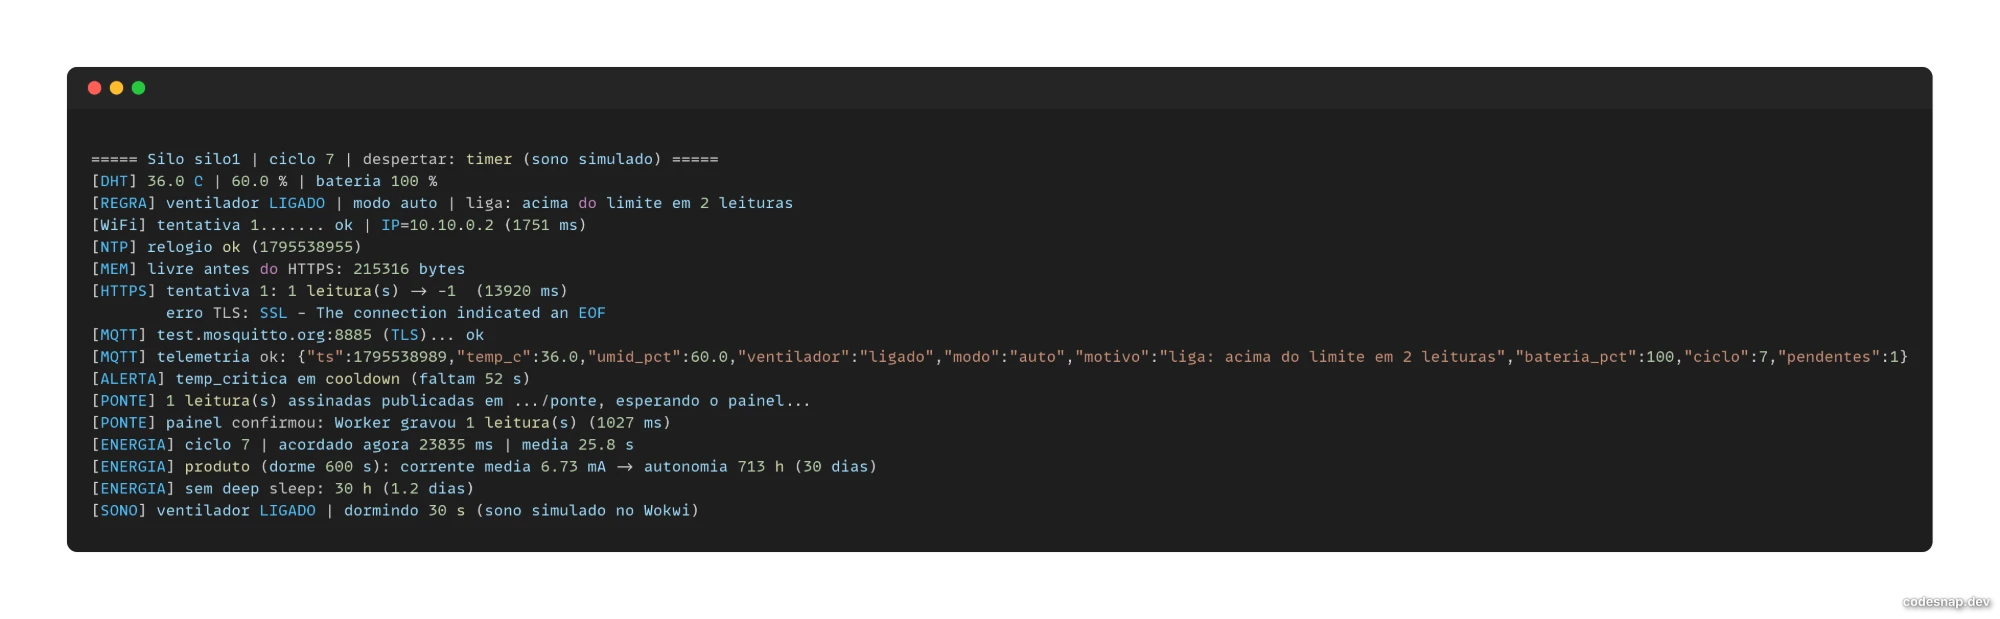 ===== Silo silo1 | ciclo 7 | despertar: timer (sono simulado) =====
[DHT] 36.0 C | 60.0 % | bateria 100 %
[REGRA] ventilador LIGADO | modo auto | liga: acima do limite em 2 leituras
[WiFi] tentativa 1....... ok | IP=10.10.0.2 (1751 ms)
[NTP] relogio ok (1795538955)
[MEM] livre antes do HTTPS: 215316 bytes
[HTTPS] tentativa 1: 1 leitura(s) -> -1  (13920 ms)
        erro TLS: SSL - The connection indicated an EOF
[MQTT] test.mosquitto.org:8885 (TLS)... ok
[MQTT] telemetria ok: {"ts":1795538989,"temp_c":36.0,"umid_pct":60.0,"ventilador":"ligado","modo":"auto","motivo":"liga: acima do limite em 2 leituras","bateria_pct":100,"ciclo":7,"pendentes":1}
[ALERTA] temp_critica em cooldown (faltam 52 s)
[PONTE] 1 leitura(s) assinadas publicadas em .../ponte, esperando o painel...
[PONTE] painel confirmou: Worker gravou 1 leitura(s) (1027 ms)
[ENERGIA] ciclo 7 | acordado agora 23835 ms | media 25.8 s
[ENERGIA] produto (dorme 600 s): corrente media 6.73 mA -> autonomia 713 h (30 dias)
[ENERGIA] sem deep sleep: 30 h (1.2 dias)
[SONO] ventilador LIGADO | dormindo 30 s (sono simulado no Wokwi)
codesnap.dev